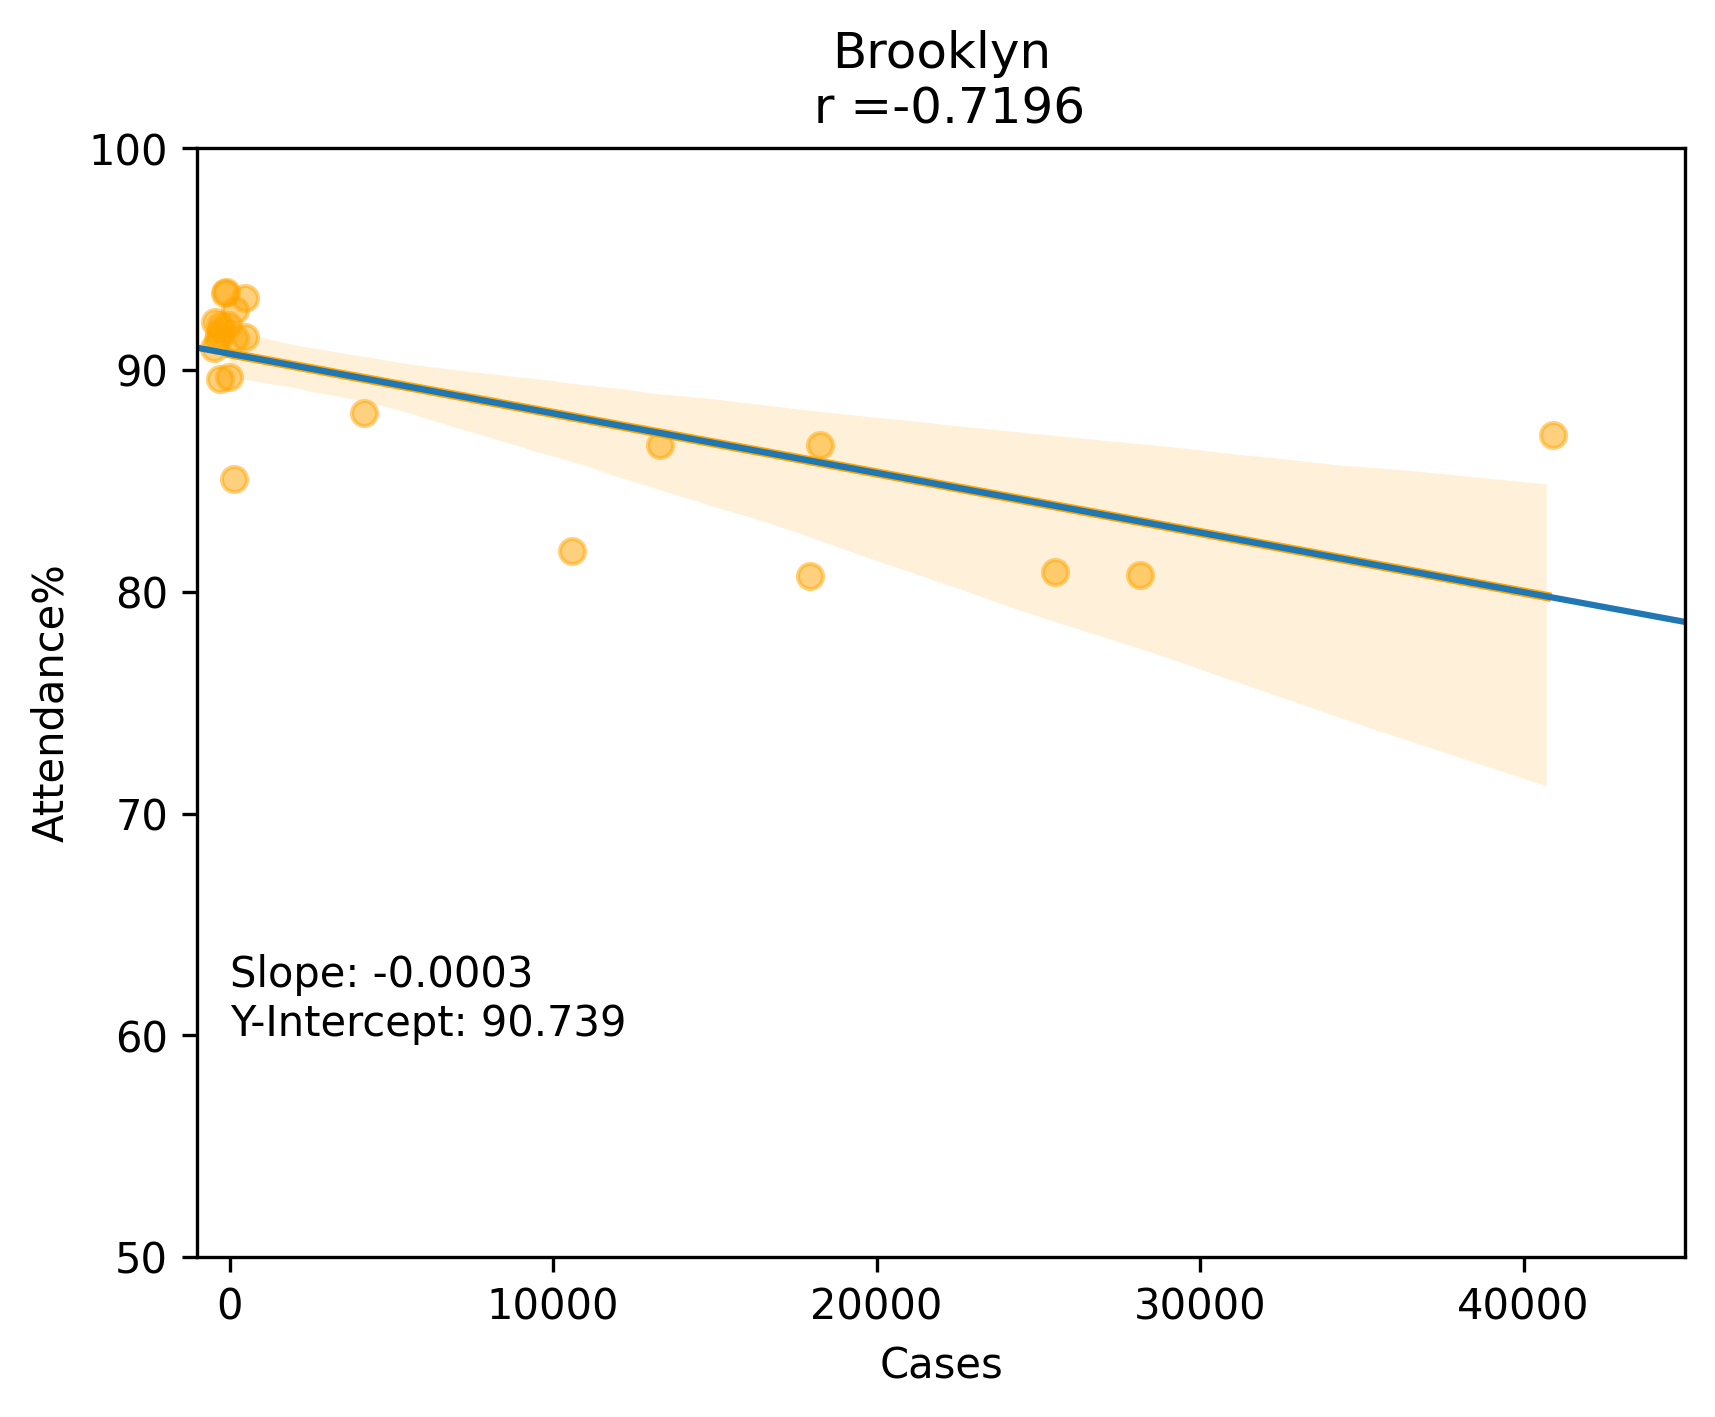 Brooklyn
r =-0.7196
100
90
80
70
60
50
Attendance%
Slope: -0.0003
Y-Intercept: 90.739
0 10000 20000 30000 40000
Cases